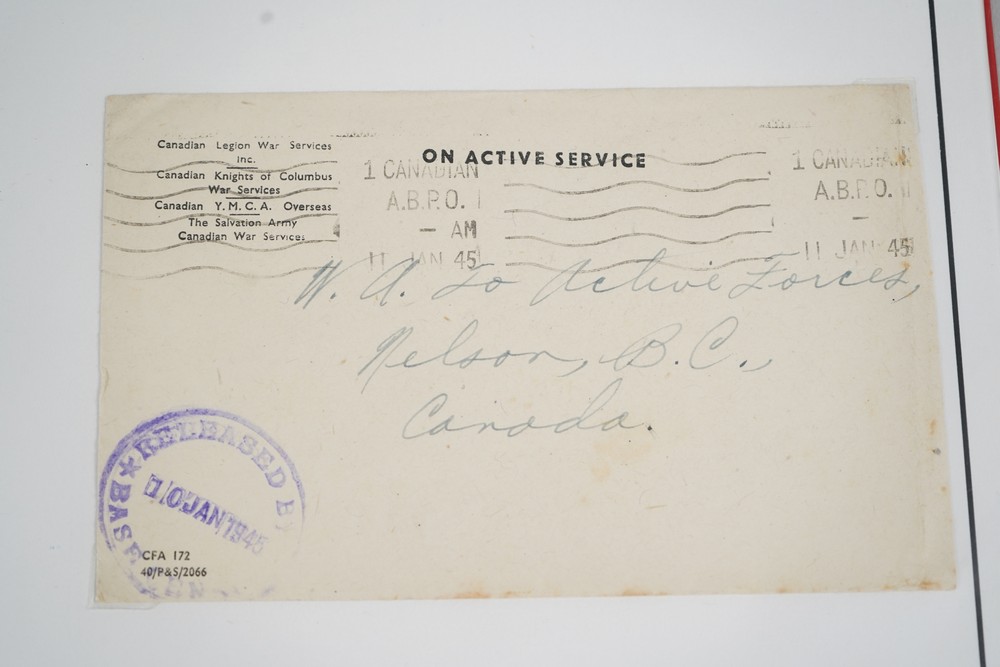 Canadian Legion War Services
Inc.
Canadian Knights of Columbus
War Services
Canadian Y.M.C.A. Overseas
The Salvation Army
Canadian War Services
ON ACTIVE SERVICE
1 CANADIAN
A.B.P.O.
— AM
11 JAN 45
1 CANADIAN
A.B.P.O.
—
11 JAN 45
W. A. to Active Forces,
Nelson, B.C.,
Canada.
RELEASED BY
BASE
10 JAN 1945
CFA 172
40/P&S/2066